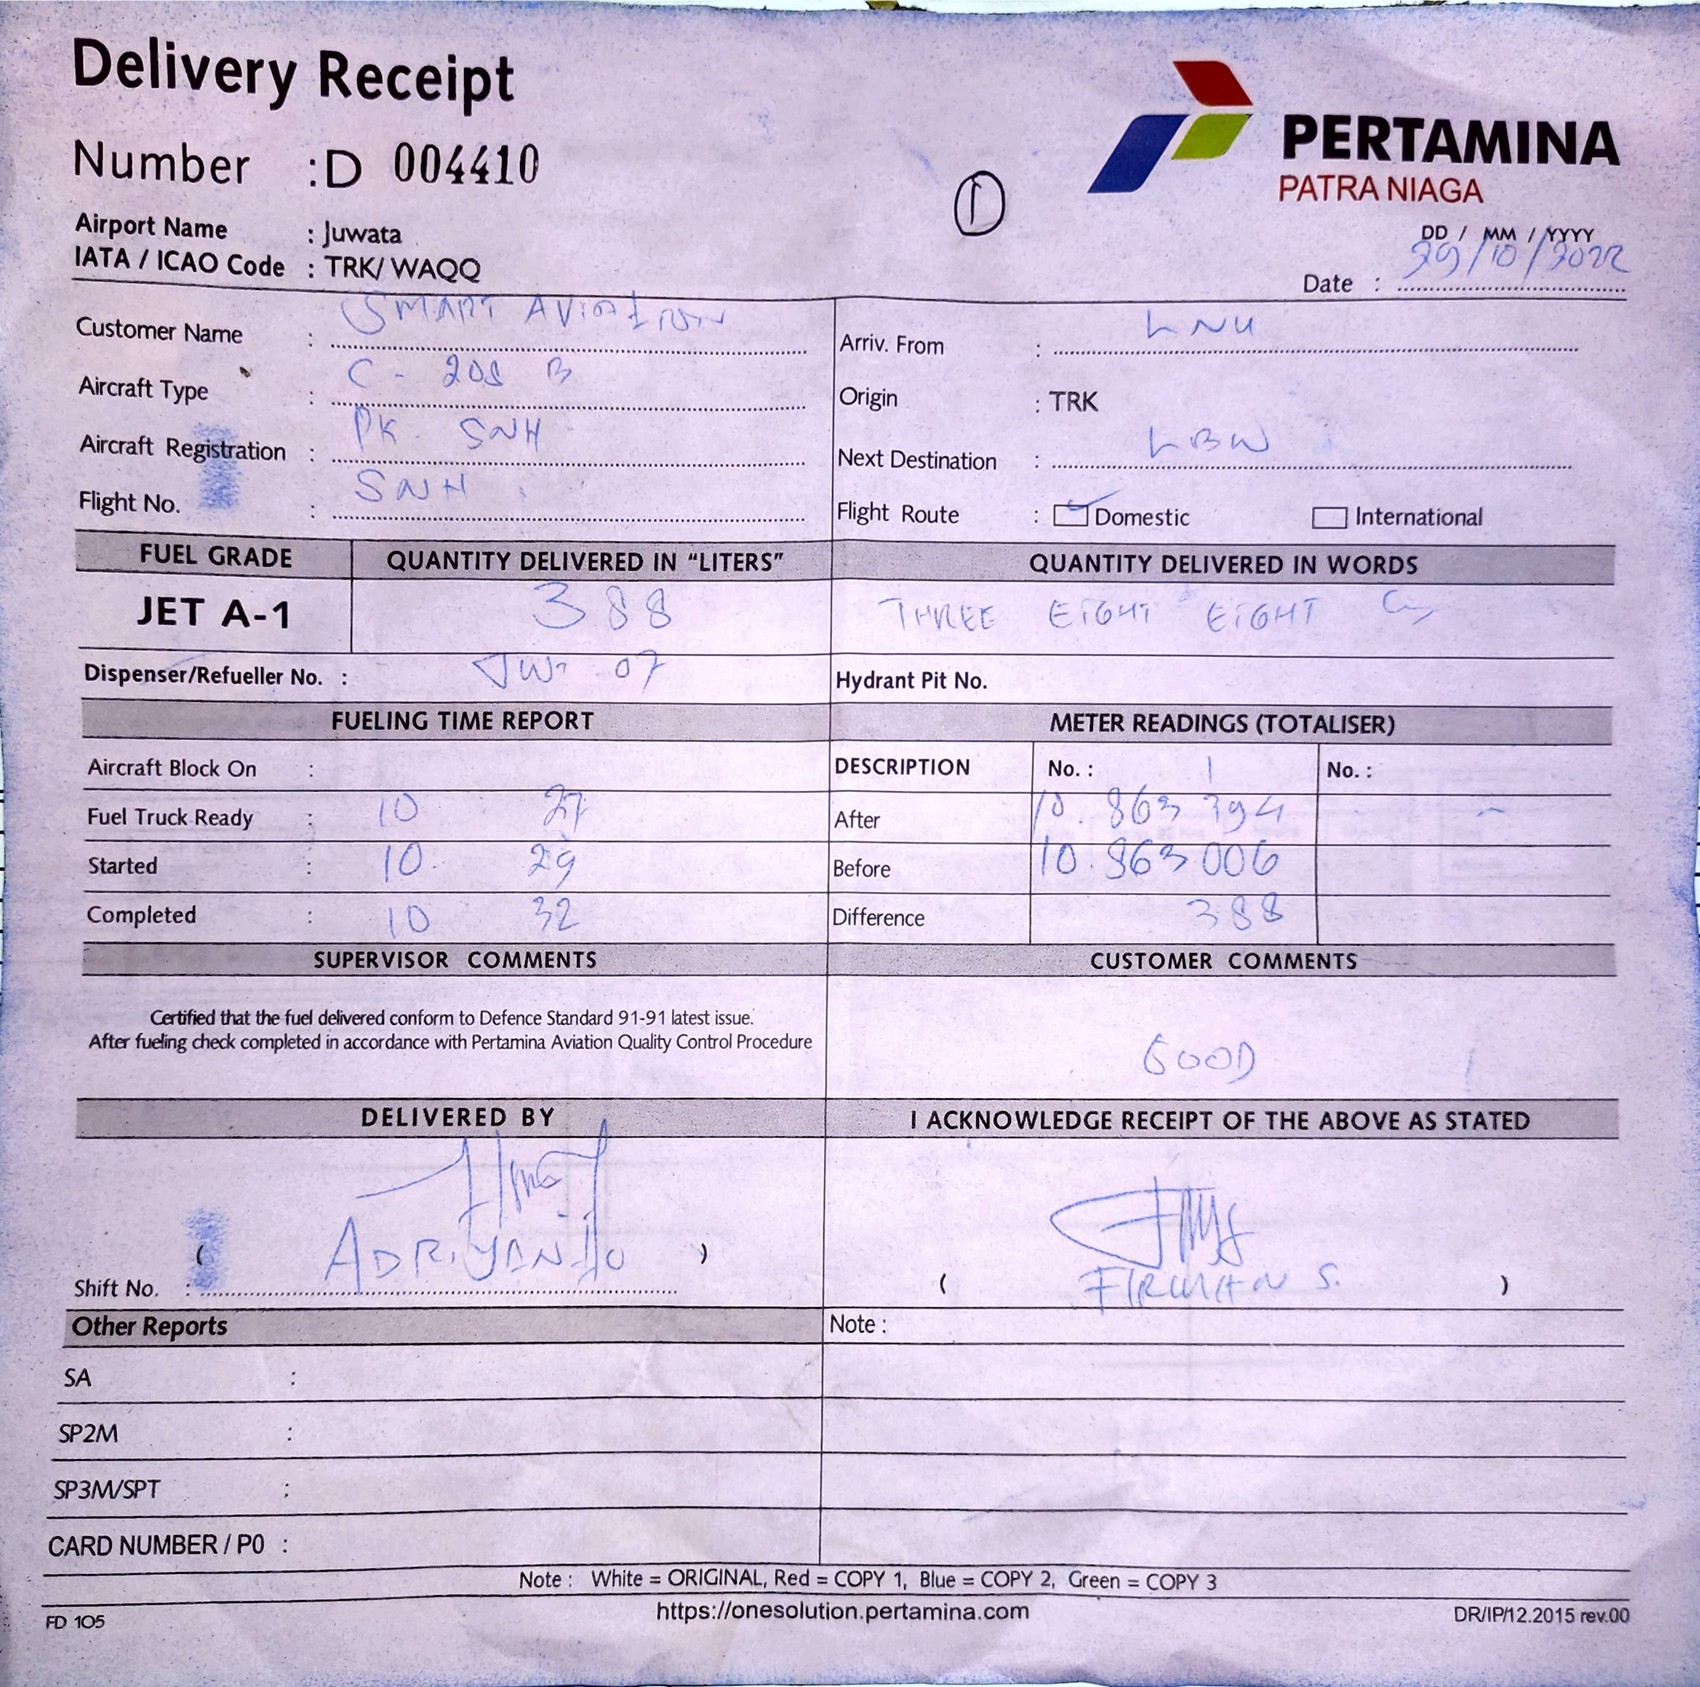 Delivery Receipt
Number : D 004410
1
PERTAMINA
PATRA NIAGA
Airport Name : Juwata
IATA / ICAO Code : TRK/ WAQQ
DD / MM / YYYY
Date : 29/10/2022
Customer Name : SMART AVIATION
Aircraft Type : C - 208 B
Aircraft Registration : PK SNH
Flight No. : SNH
Arriv. From : LNU
Origin : TRK
Next Destination : LBW
Flight Route : Domestic International
FUEL GRADE QUANTITY DELIVERED IN "LITERS" QUANTITY DELIVERED IN WORDS
JET A-1 388 THREE EIGHT EIGHT
Dispenser/Refueller No. : JW- 07 Hydrant Pit No.
FUELING TIME REPORT METER READINGS (TOTALISER)
Aircraft Block On : DESCRIPTION No. : 1 No. :
Fuel Truck Ready : 10 27 After 10.863 394 -
Started : 10 29 Before 10.863 006
Completed : 10 32 Difference 388
SUPERVISOR COMMENTS CUSTOMER COMMENTS
Certified that the fuel delivered conform to Defence Standard 91-91 latest issue.
After fueling check completed in accordance with Pertamina Aviation Quality Control Procedure
GOOD
DELIVERED BY I ACKNOWLEDGE RECEIPT OF THE ABOVE AS STATED
( ADRIYANTO )
Shift No. :
( FIRMAN S. )
Other Reports Note :
SA :
SP2M :
SP3M/SPT :
CARD NUMBER / P0 :
Note : White = ORIGINAL, Red = COPY 1, Blue = COPY 2, Green = COPY 3
FD 105 https://onesolution.pertamina.com DR/IP/12.2015 rev.00